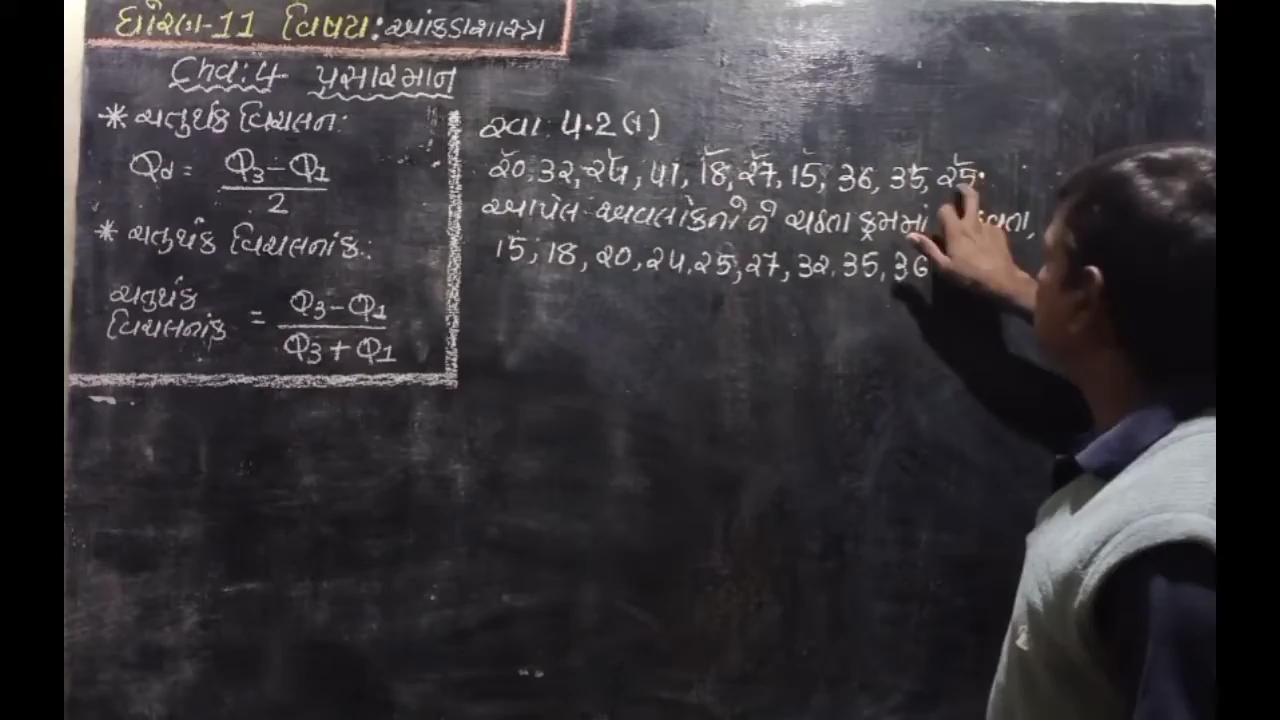 ધોરણ-11 વિષય: આંકડાશાસ્ત્ર
Ch: 4 પ્રસારમાન
* ચતુર્થક વિચલન:
Qd = Q3 - Q1 / 2
* ચતુર્થક વિચલનાંક:
ચતુર્થક વિચલનાંક = Q3 - Q1 / Q3 + Q1
સ્વા. 4.2 (1)
20, 32, 24, 41, 18, 27, 15, 36, 35, 25.
આપેલ અવલોકનોને ચડતા ક્રમમાં
15, 18, 20, 24, 25, 27, 32, 35, 36